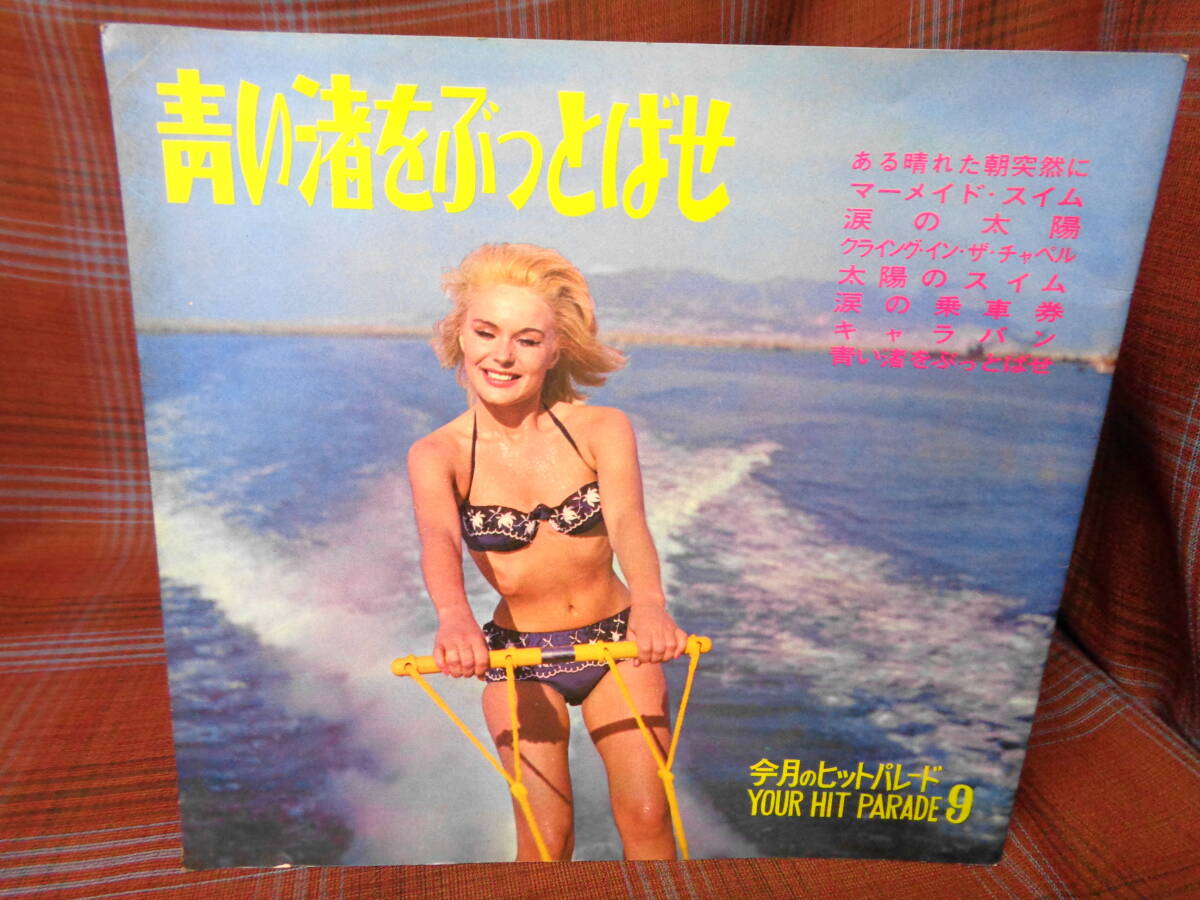 青い渚をぶっとばせ
ある晴れた朝突然に
マーメイド・スイム
涙の太陽
クライング・イン・ザ・チャペル
太陽のスイム
涙の乗車券
キャラバン
青い渚をぶっとばせ
今月のヒットパレード
YOUR HIT PARADE 9